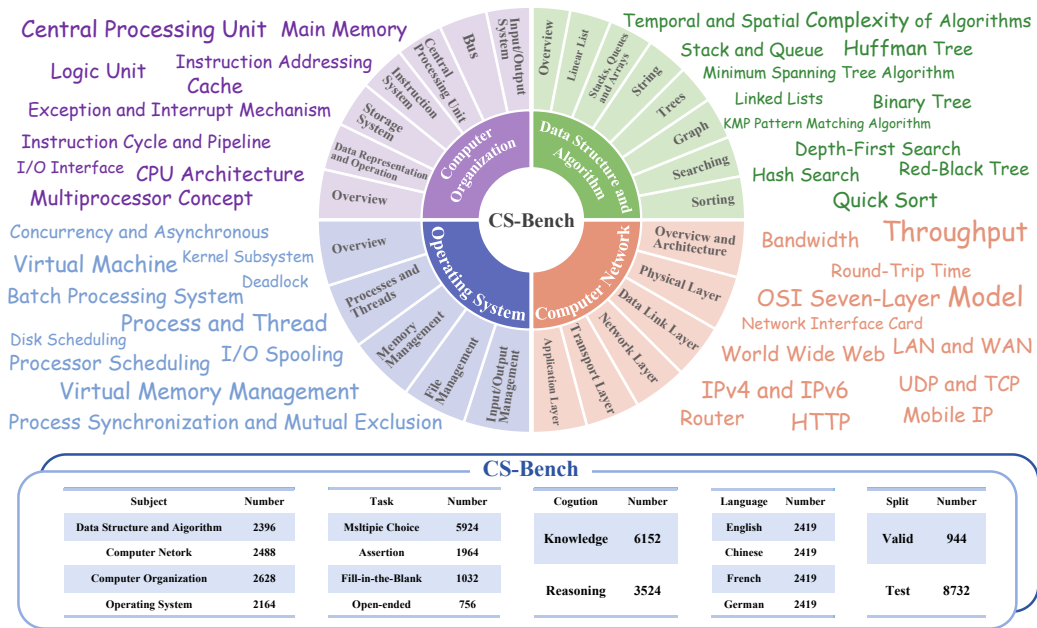 Central Processing Unit
Main Memory
Logic Unit
Instruction Addressing
Cache
Exception and Interrupt Mechanism
Instruction Cycle and Pipeline
I/O Interface
CPU Architecture
Multiprocessor Concept
Temporal and Spatial Complexity of Algorithms
Stack and Queue
Huffman Tree
Minimum Spanning Tree Algorithm
Linked Lists
Binary Tree
KMP Pattern Matching Algorithm
Depth-First Search
Hash Search
Red-Black Tree
Quick Sort
Concurrency and Asynchronous
Virtual Machine
Kernel Subsystem
Deadlock
Batch Processing System
Process and Thread
Disk Scheduling
Processor Scheduling
I/O Spooling
Virtual Memory Management
Process Synchronization and Mutual Exclusion
Bandwidth
Throughput
Round-Trip Time
OSI Seven-Layer Model
Network Interface Card
World Wide Web
LAN and WAN
IPv4 and IPv6
UDP and TCP
Router
HTTP
Mobile IP
CS-Bench
Computer
Organization
Overview
Data Representation
and Operation
Storage
System
Instruction
System
Central
Processing Unit
Bus
Input/Output
System
Data Structure and
Algorithm
Overview
Linear List
Stacks, Queues
and Arrays
String
Trees
Graph
Searching
Sorting
Computer Network
Overview and
Architecture
Physical Layer
Data Link Layer
Network Layer
Transport Layer
Application Layer
Operating System
Overview
Processes and
Threads
Memory
Management
File
Management
Input/Output
Management
CS-Bench
Subject Number
Data Structure and Aigorithm 2396
Computer Netork 2488
Computer Organization 2628
Operating System 2164
Task Number
Msltipie Choice 5924
Assertion 1964
Fill-in-the-Blank 1032
Open-ended 756
Cogution Number
Knowledge 6152
Reasoning 3524
Language Number
English 2419
Chinese 2419
French 2419
German 2419
Split Number
Valid 944
Test 8732